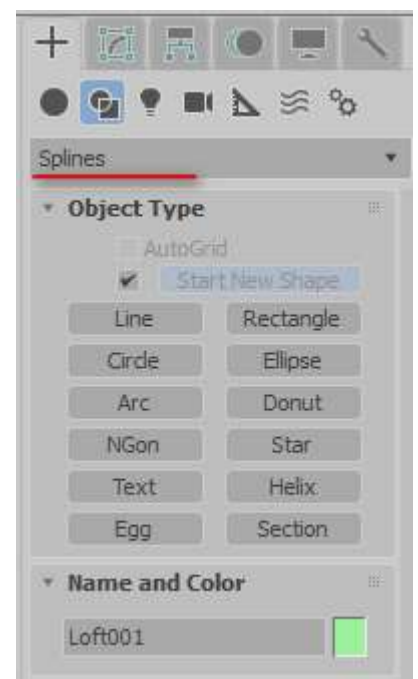 Splines
Object Type
AutoGrid
Start New Shape
Line Rectangle
Circle Ellipse
Arc Donut
NGon Star
Text Helix
Egg Section
Name and Color
Loft001